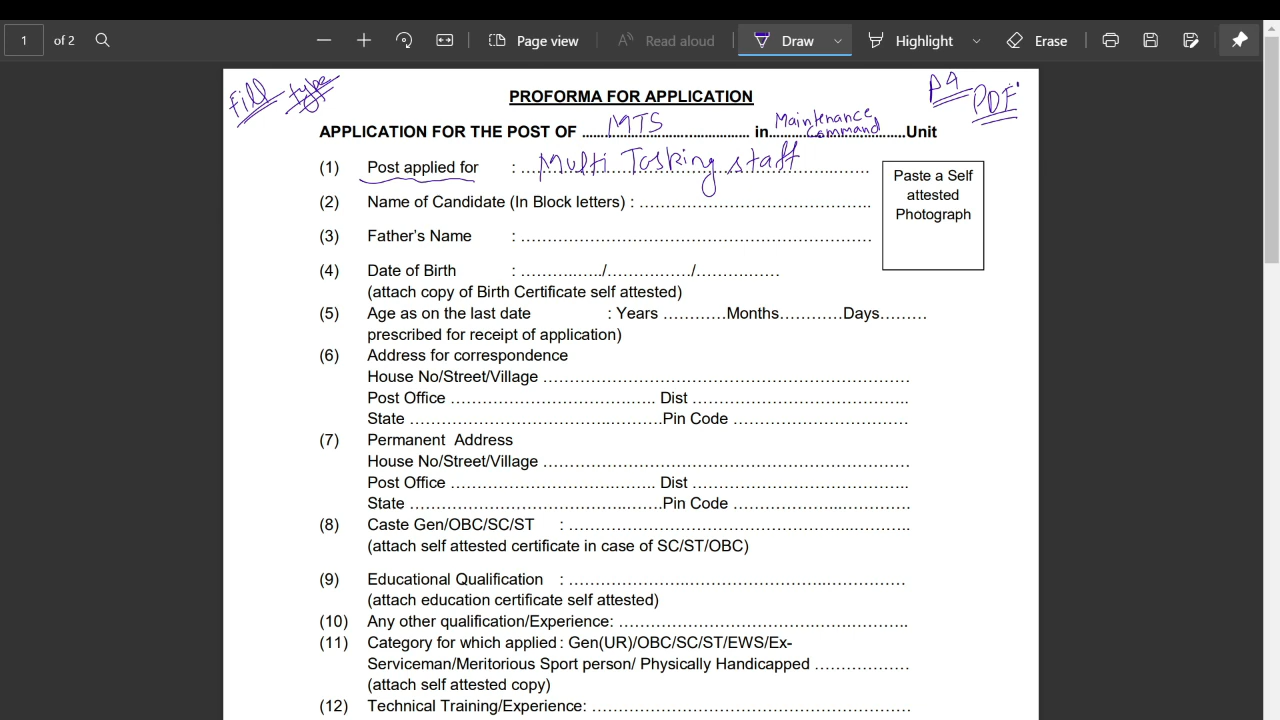 1 of 2 Page view Read aloud Draw Highlight Erase
Fill type P4 PDF
PROFORMA FOR APPLICATION
APPLICATION FOR THE POST OF ......MTS.................. in...Maintenance Command...Unit
(1) Post applied for : ...Multi Tasking staff...........
Paste a Self
attested
Photograph
(2) Name of Candidate (In Block letters) : ……………………………………..
(3) Father's Name : …………………………………………………………
(4) Date of Birth : ……………../……………./……………
(attach copy of Birth Certificate self attested)
(5) Age as on the last date : Years …………Months…………Days………
prescribed for receipt of application)
(6) Address for correspondence
House No/Street/Village ……………………………………………………………
Post Office ………………………………….. Dist …………………………………..
State ………………………………..……….Pin Code ……………………………
(7) Permanent Address
House No/Street/Village ……………………………………………………………
Post Office ………………………………….. Dist …………………………………..
State …………………………………..…….Pin Code ………………..………….
(8) Caste Gen/OBC/SC/ST : ……………………………………………..………..
(attach self attested certificate in case of SC/ST/OBC)
(9) Educational Qualification : …………………..……………………..……………
(attach education certificate self attested)
(10) Any other qualification/Experience: ……………………………………………..
(11) Category for which applied : Gen(UR)/OBC/SC/ST/EWS/Ex-
Serviceman/Meritorious Sport person/ Physically Handicapped ………………
(attach self attested copy)
(12) Technical Training/Experience: ……………………………………………………